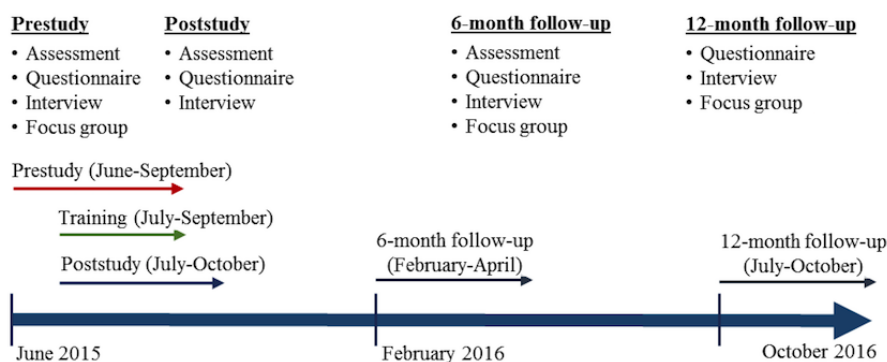 Prestudy
• Assessment
• Questionnaire
• Interview
• Focus group
Poststudy
• Assessment
• Questionnaire
• Interview
6-month follow-up
• Assessment
• Questionnaire
• Interview
• Focus group
12-month follow-up
• Questionnaire
• Interview
• Focus group
Prestudy (June-September)
Training (July-September)
Poststudy (July-October)
6-month follow-up
(February-April)
12-month follow-up
(July-October)
June 2015
February 2016
October 2016